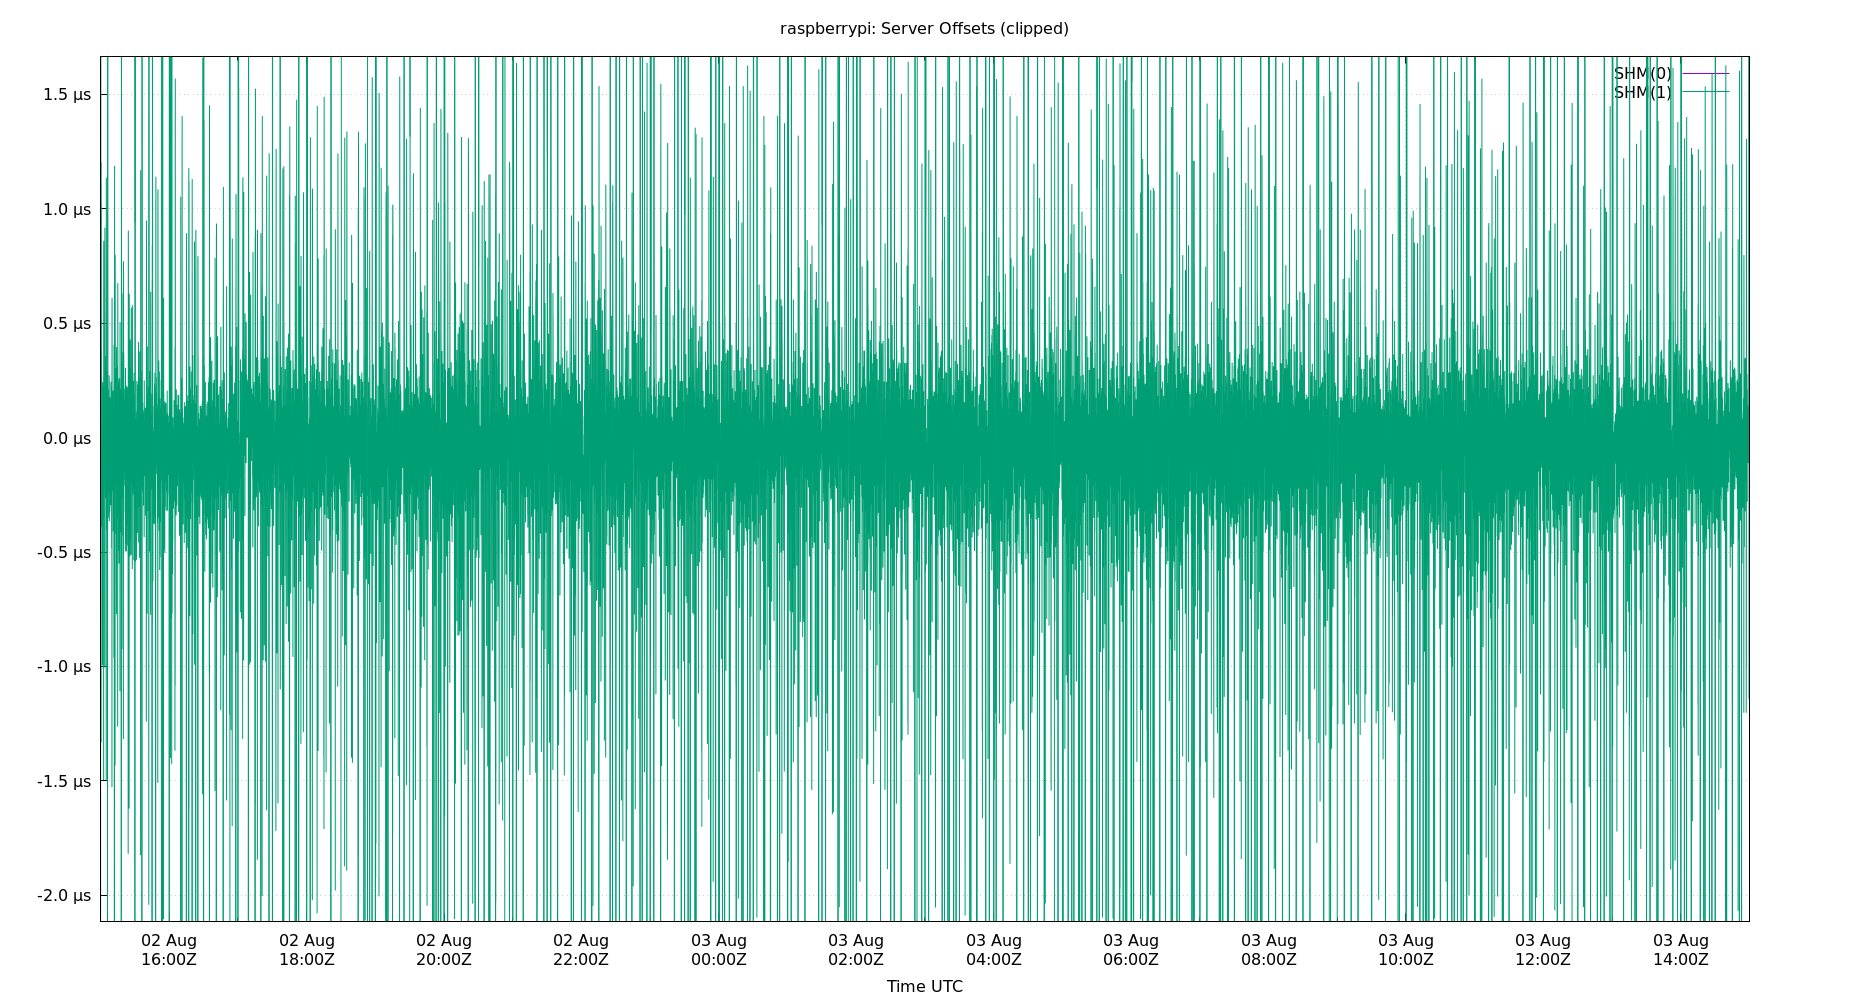 raspberrypi: Server Offsets (clipped)
SHM(0)
SHM(1)
1.5 µs
1.0 µs
0.5 µs
0.0 µs
-0.5 µs
-1.0 µs
-1.5 µs
-2.0 µs
02 Aug 02 Aug 02 Aug 02 Aug 03 Aug 03 Aug 03 Aug 03 Aug 03 Aug 03 Aug 03 Aug 03 Aug
16:00Z 18:00Z 20:00Z 22:00Z 00:00Z 02:00Z 04:00Z 06:00Z 08:00Z 10:00Z 12:00Z 14:00Z
Time UTC